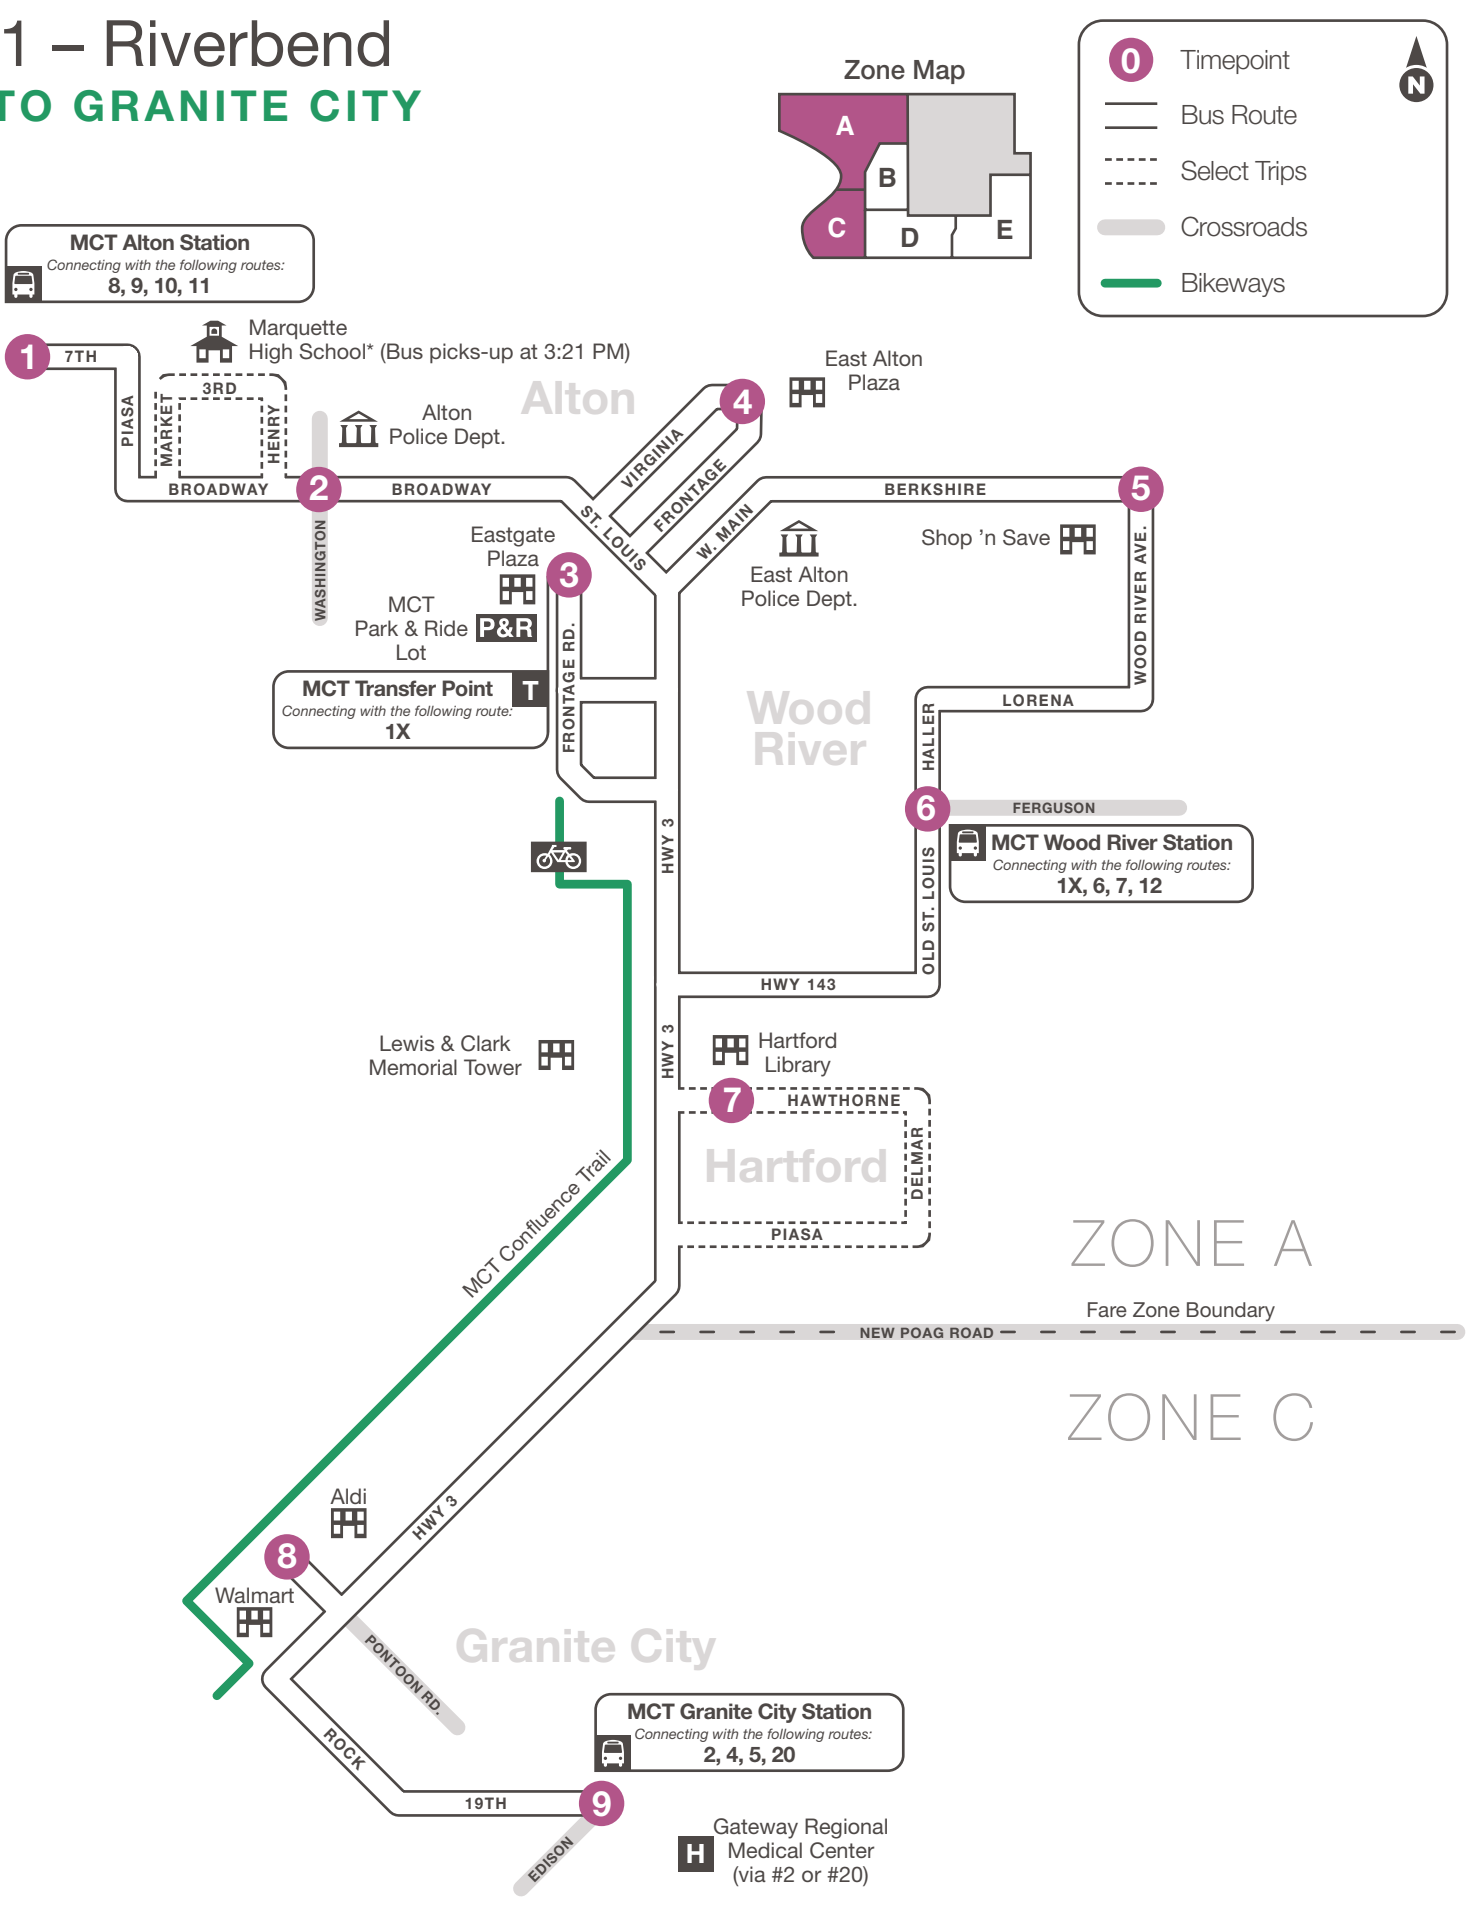 1 – Riverbend
TO GRANITE CITY
Zone Map
A
B
C
D
E
0 Timepoint
N
Bus Route
Select Trips
Crossroads
Bikeways
MCT Alton Station
Connecting with the following routes:
8, 9, 10, 11
Marquette
High School* (Bus picks-up at 3:21 PM)
1
7TH
PIASA
MARKET
3RD
HENRY
Alton
Police Dept.
Alton
East Alton
Plaza
4
VIRGINIA
FRONTAGE
BROADWAY
2
BROADWAY
WASHINGTON
ST. LOUIS
W. MAIN
BERKSHIRE
5
Eastgate
Plaza
3
MCT
Park & Ride
Lot
P&R
East Alton
Police Dept.
Shop ’n Save
WOOD RIVER AVE.
MCT Transfer Point
T
Connecting with the following route:
1X
FRONTAGE RD.
Wood
River
LORENA
HALLER
6
FERGUSON
MCT Wood River Station
Connecting with the following routes:
1X, 6, 7, 12
HWY 3
OLD ST. LOUIS
HWY 143
Lewis & Clark
Memorial Tower
HWY 3
Hartford
Library
7
HAWTHORNE
Hartford
DELMAR
PIASA
MCT Confluence Trail
ZONE A
Fare Zone Boundary
NEW POAG ROAD
ZONE C
Aldi
HWY 3
8
Walmart
PONTOON RD.
Granite City
ROCK
MCT Granite City Station
Connecting with the following routes:
2, 4, 5, 20
19TH
9
EDISON
H
Gateway Regional
Medical Center
(via #2 or #20)